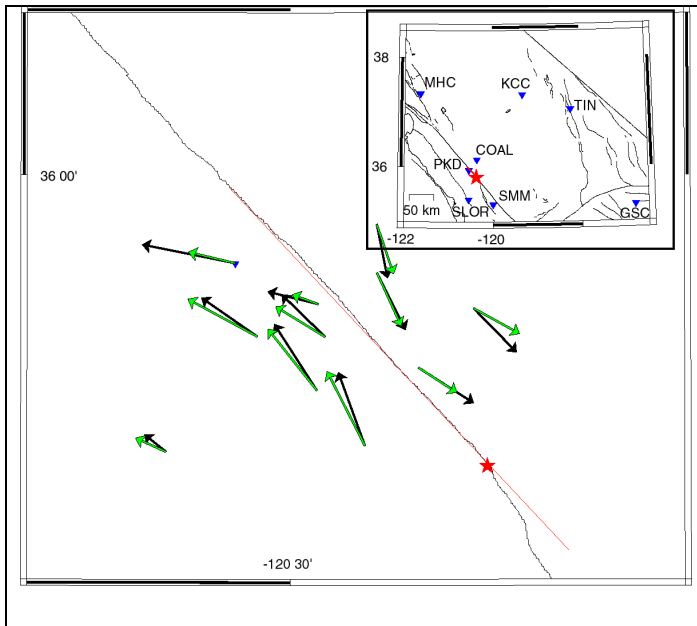 38
MHC
KCC
TIN
COAL
36
PKD
SMM
50 km
SLOR
GSC
-122
-120
36 00'
-120 30'